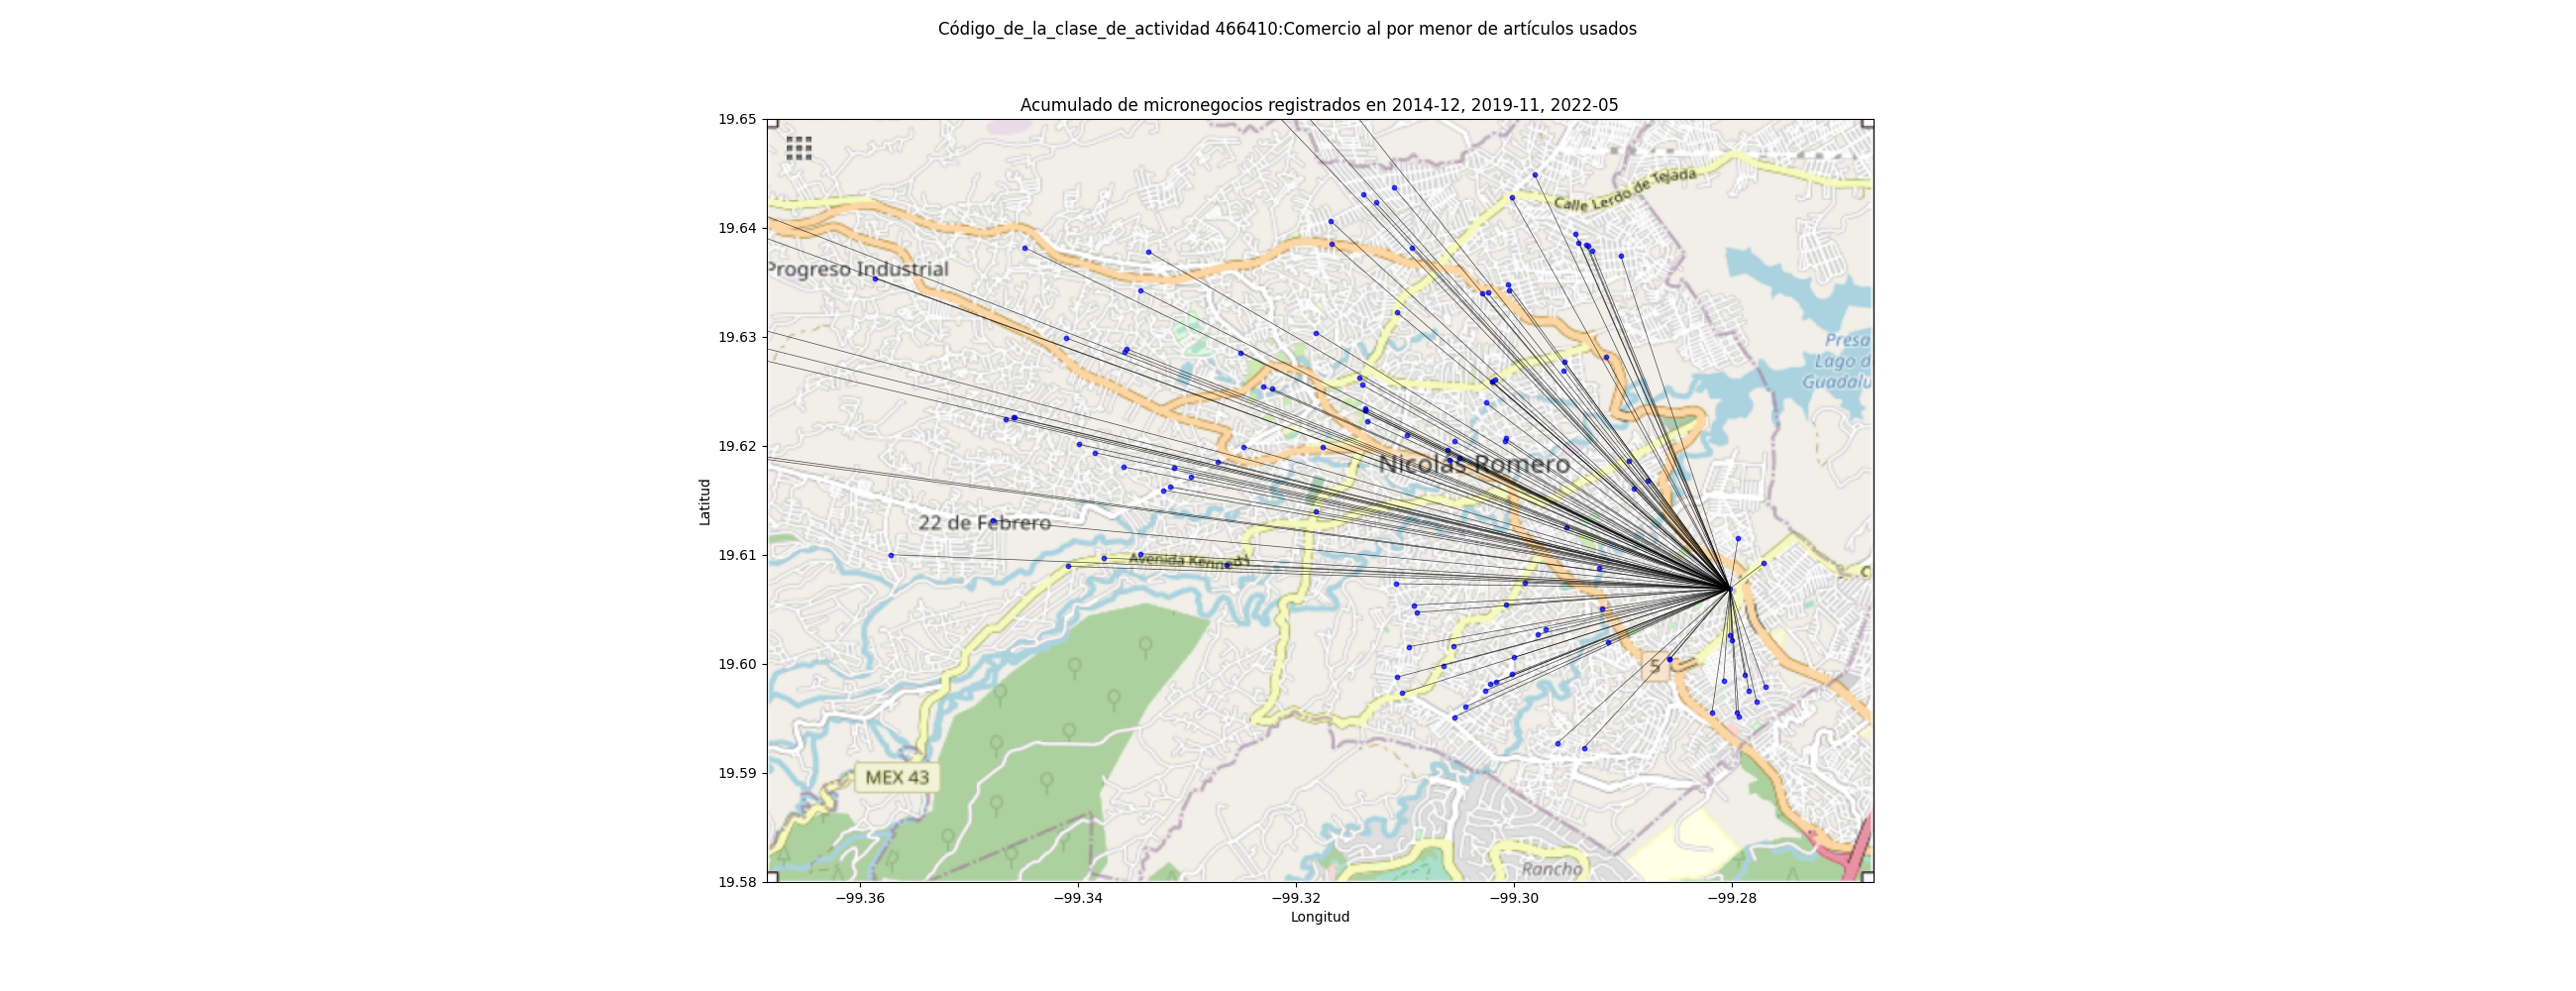 Código_de_la_clase_de_actividad 466410:Comercio al por menor de artículos usados
Acumulado de micronegocios registrados en 2014-12, 2019-11, 2022-05
19.65
19.64
19.63
19.62
19.61
19.60
19.59
19.58
Latitud
Calle Lerdo de Tejada
Progreso Industrial
Presa
Lago d
Guadalu
Nicolás Romero
22 de Febrero
Avenida Kennedy
C
5
MEX 43
Rancho
−99.36
−99.34
−99.32
−99.30
−99.28
Longitud